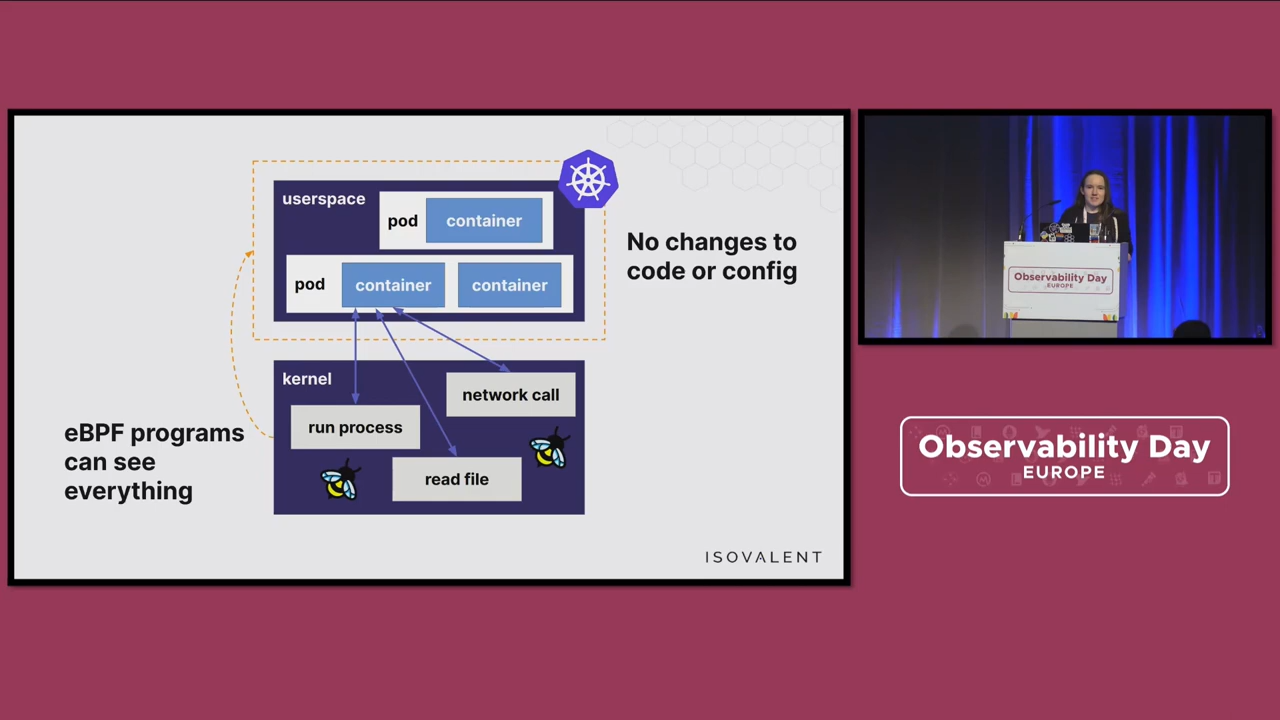 userspace
pod
container
pod
container
container
No changes to
code or config
kernel
network call
run process
read file
eBPF programs
can see
everything
ISOVALENT
Observability Day
EUROPE
Observability Day
EUROPE